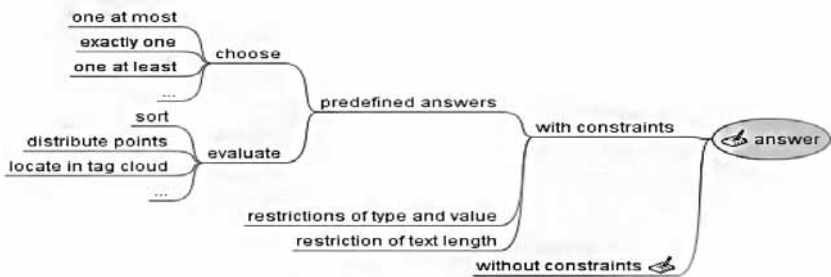 one at most
exactly one
one at least
...
choose
sort
distribute points
locate in tag cloud
...
evaluate
predefined answers
restrictions of type and value
restriction of text length
with constraints
without constraints
answer